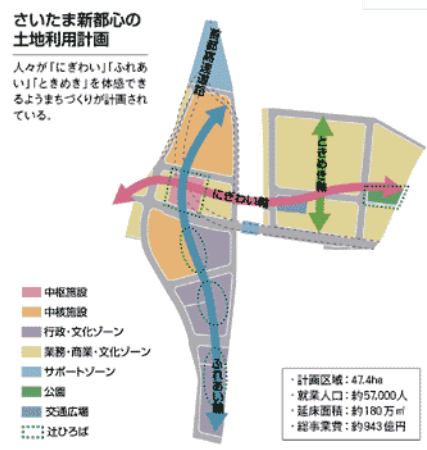 さいたま新都心の
土地利用計画
人々が「にぎわい」「ふれあ
い」「ときめき」を体感でき
るようまちづくりが計画され
ている。
首都高速道路
ときめき軸
にぎわい軸
ふれあい軸
中枢施設
中核施設
行政・文化ゾーン
業務・商業・文化ゾーン
サポートゾーン
公園
交通広場
辻ひろば
・計画区域：47.4ha
・就業人口：約57,000人
・延床面積：約180万㎡
・総事業費：約943億円